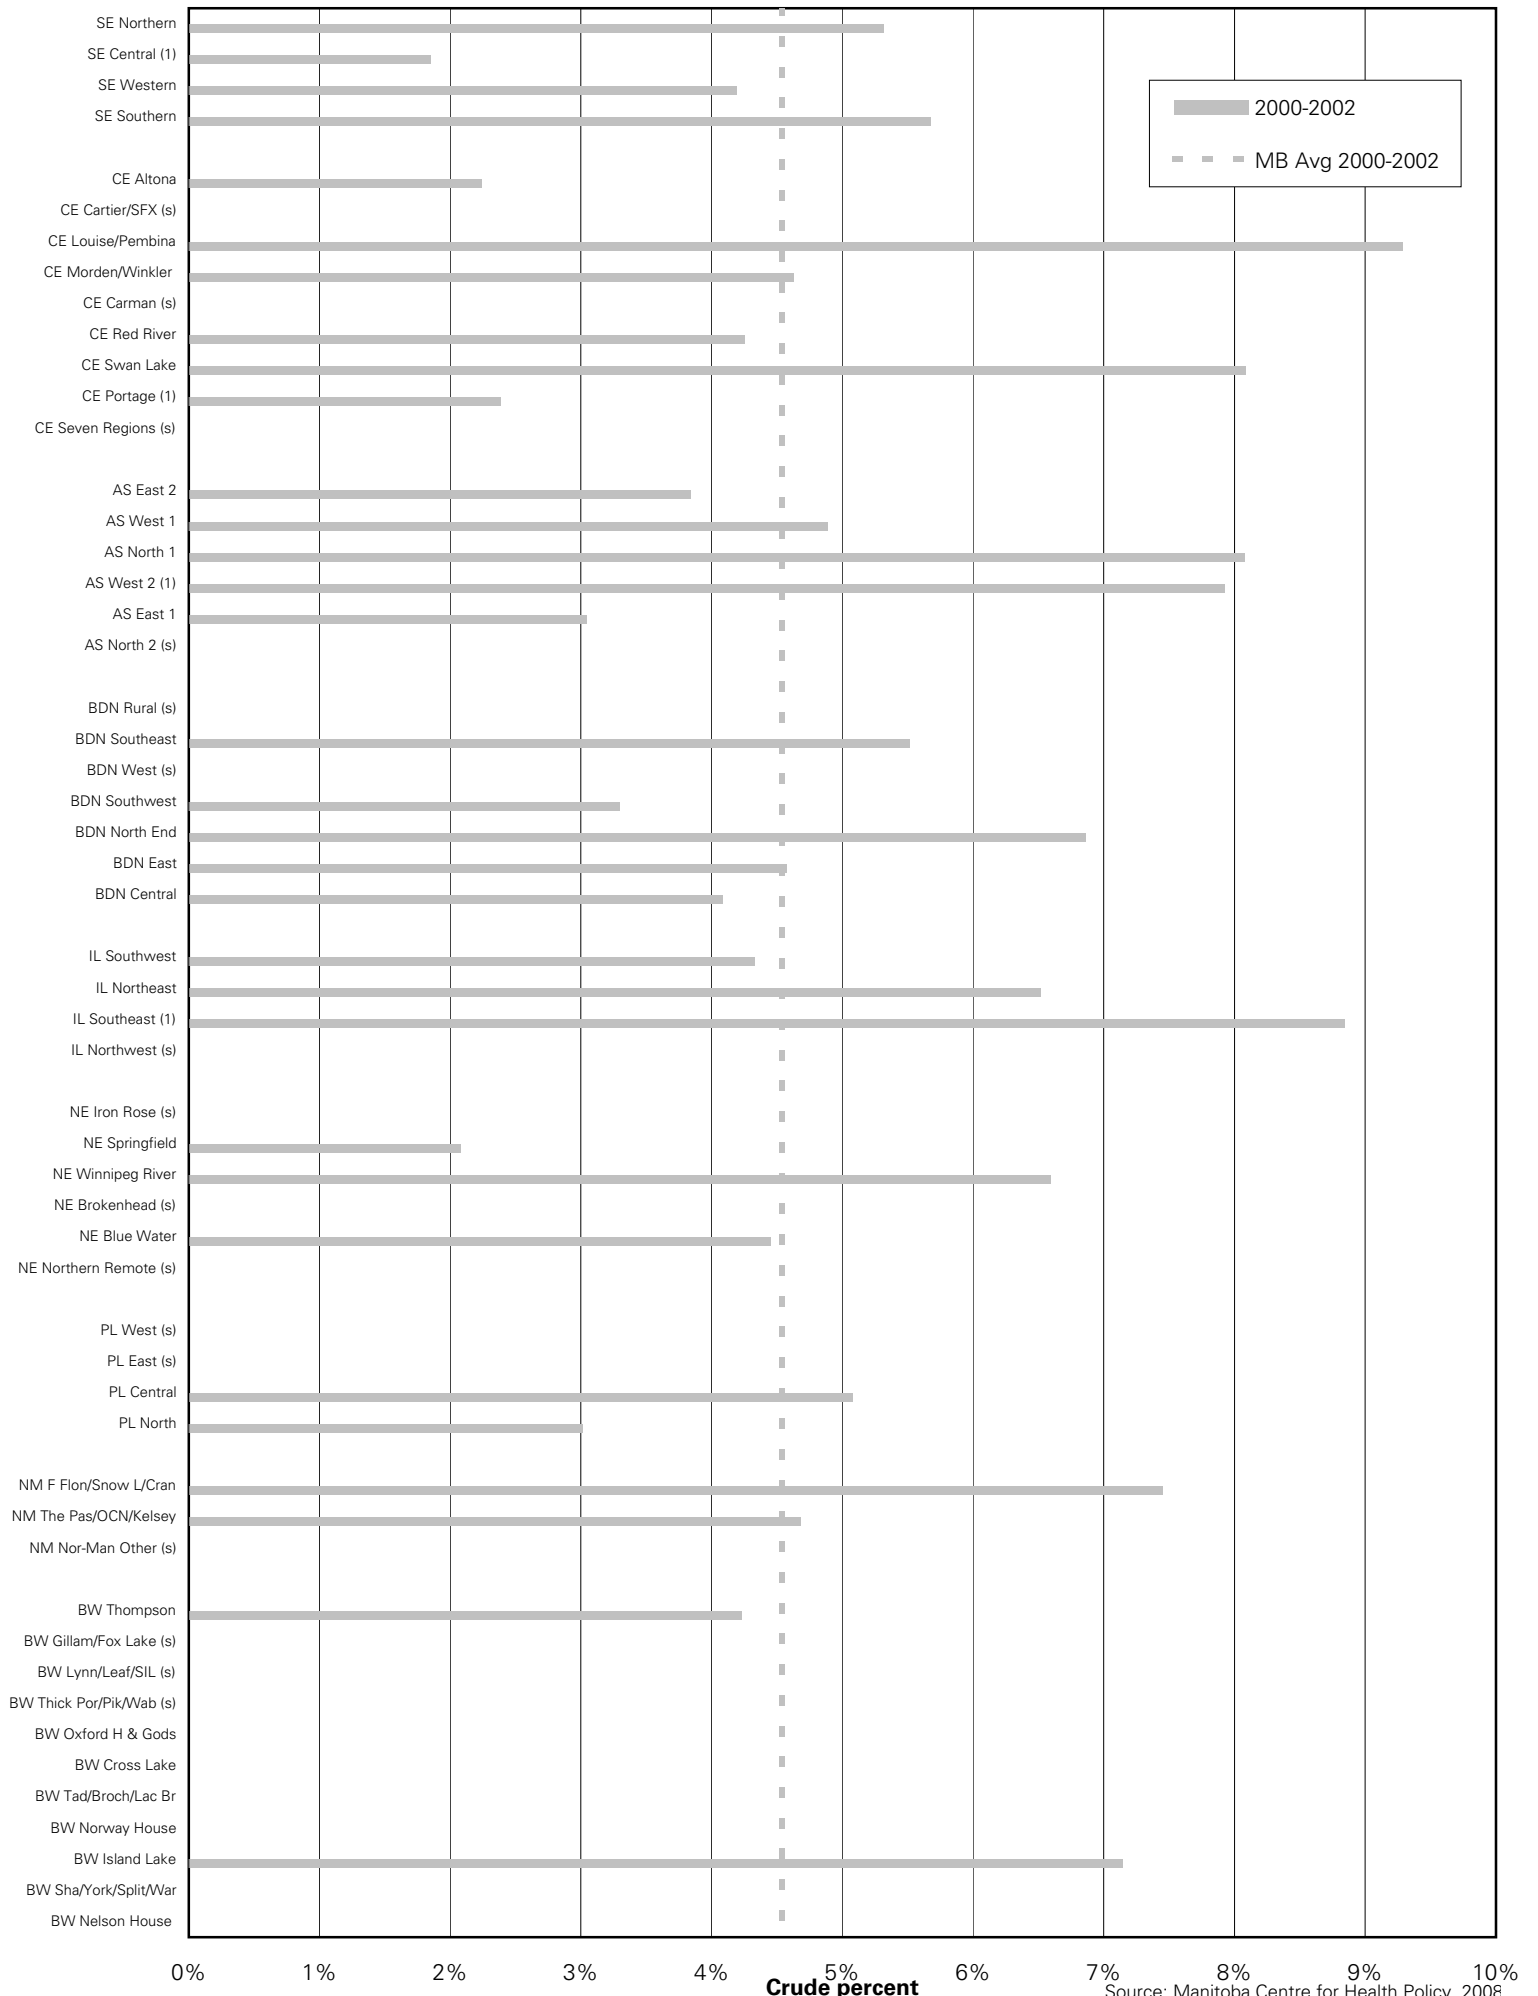 SE Northern
SE Central (1)
SE Western
SE Southern
2000-2002
MB Avg 2000-2002
CE Altona
CE Cartier/SFX (s)
CE Louise/Pembina
CE Morden/Winkler
CE Carman (s)
CE Red River
CE Swan Lake
CE Portage (1)
CE Seven Regions (s)
AS East 2
AS West 1
AS North 1
AS West 2 (1)
AS East 1
AS North 2 (s)
BDN Rural (s)
BDN Southeast
BDN West (s)
BDN Southwest
BDN North End
BDN East
BDN Central
IL Southwest
IL Northeast
IL Southeast (1)
IL Northwest (s)
NE Iron Rose (s)
NE Springfield
NE Winnipeg River
NE Brokenhead (s)
NE Blue Water
NE Northern Remote (s)
PL West (s)
PL East (s)
PL Central
PL North
NM F Flon/Snow L/Cran
NM The Pas/OCN/Kelsey
NM Nor-Man Other (s)
BW Thompson
BW Gillam/Fox Lake (s)
BW Lynn/Leaf/SIL (s)
BW Thick Por/Pik/Wab (s)
BW Oxford H & Gods
BW Cross Lake
BW Tad/Broch/Lac Br
BW Norway House
BW Island Lake
BW Sha/York/Split/War
BW Nelson House
0% 1% 2% 3% 4% 5% 6% 7% 8% 9% 10%
Crude percent
Source: Manitoba Centre for Health Policy, 2008